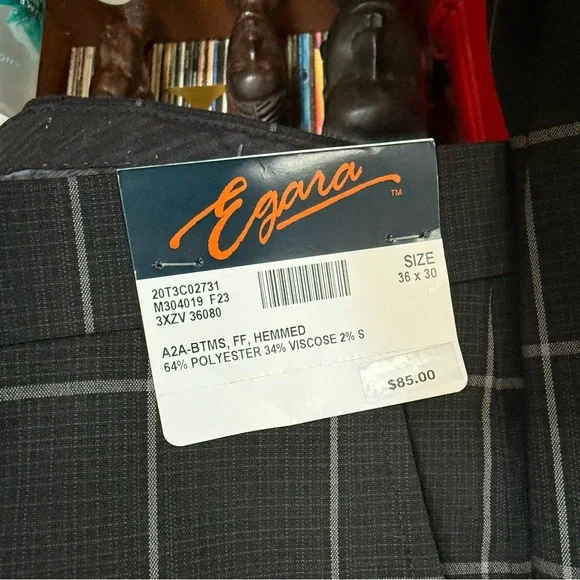 Egara™
20T3C02731
M304019 F23
3XZV 36080
SIZE
36 x 30
A2A-BTMS, FF, HEMMED
64% POLYESTER 34% VISCOSE 2% S
$85.00